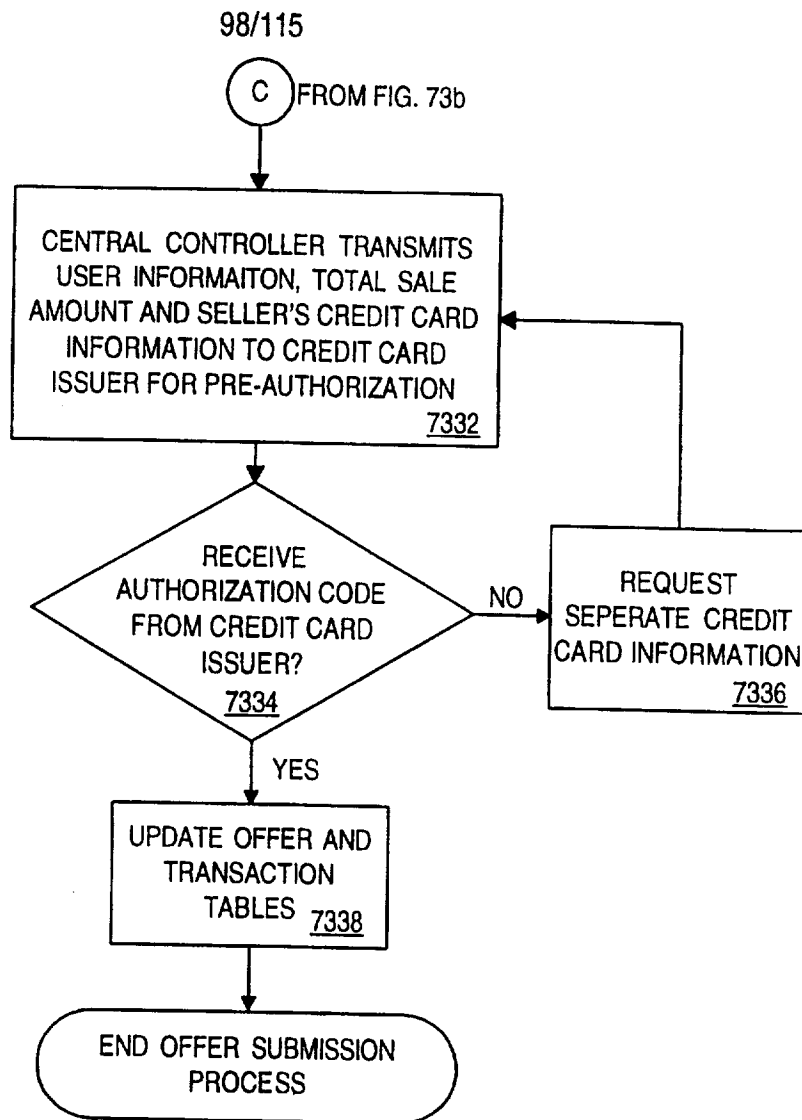 98/115
C FROM FIG. 73b
CENTRAL CONTROLLER TRANSMITS
USER INFORMAITON, TOTAL SALE
AMOUNT AND SELLER'S CREDIT CARD
INFORMATION TO CREDIT CARD
ISSUER FOR PRE-AUTHORIZATION
7332
RECEIVE
AUTHORIZATION CODE
FROM CREDIT CARD
ISSUER?
7334
NO
REQUEST
SEPERATE CREDIT
CARD INFORMATION
7336
YES
UPDATE OFFER AND
TRANSACTION
TABLES 7338
END OFFER SUBMISSION
PROCESS